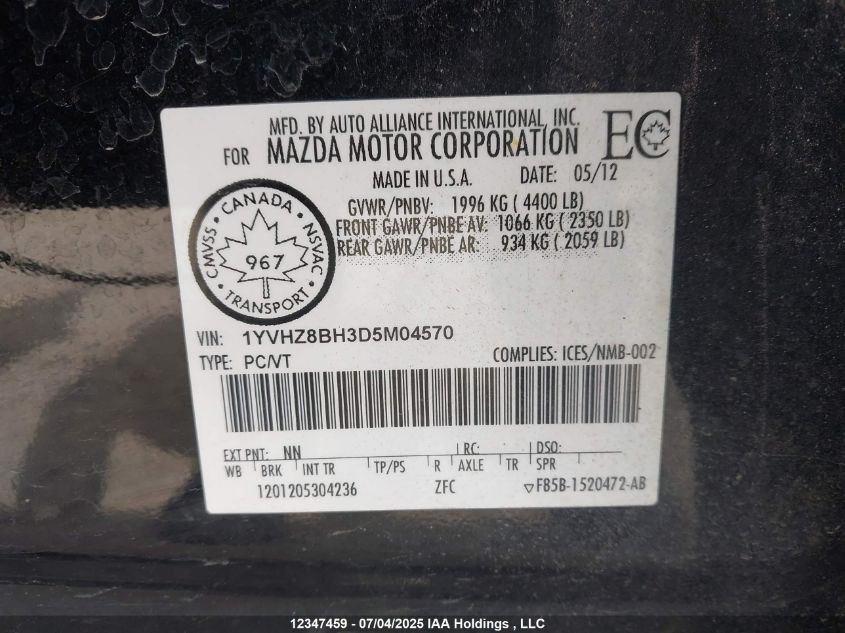 MFD. BY AUTO ALLIANCE INTERNATIONAL, INC.
FOR MAZDA MOTOR CORPORATION EC
MADE IN U.S.A. DATE: 05/12
GVWR/PNBV: 1996 KG ( 4400 LB)
FRONT GAWR/PNBE AV: 1066 KG ( 2350 LB)
REAR GAWR/PNBE AR: 934 KG ( 2059 LB)
CANADA
CMVSS NSVAC
967
TRANSPORT
VIN: 1YVHZ8BH3D5M04570
TYPE: PC/VT COMPLIES: ICES/NMB-002
EXT PNT: NN RC: DSO:
WB BRK INT TR TP/PS R AXLE TR SPR
1201205304236 ZFC ▽FB5B-1520472-AB
12347459 - 07/04/2025 IAA Holdings , LLC